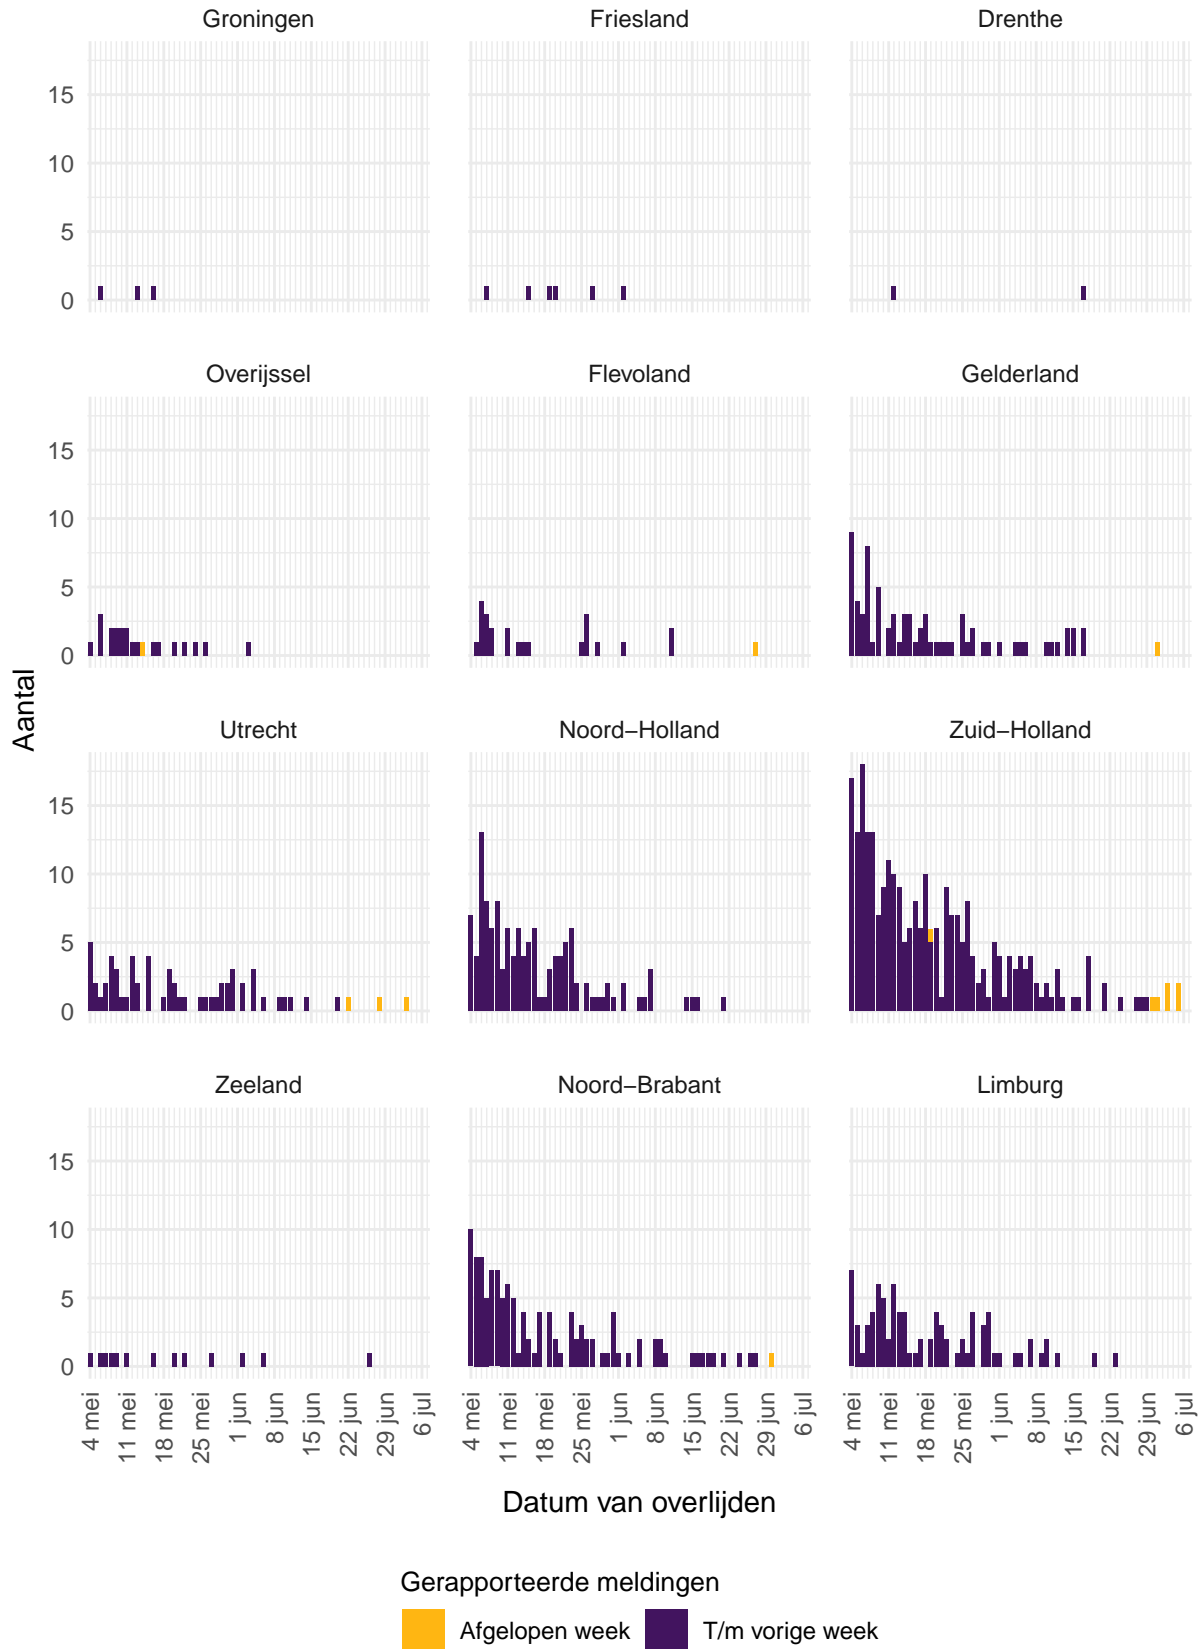 Groningen Friesland Drenthe
15
10
5
0
Overijssel Flevoland Gelderland
15
10
5
0
Aantal
Utrecht Noord−Holland Zuid−Holland
15
10
5
0
Zeeland Noord−Brabant Limburg
15
10
5
0
4 mei 11 mei 18 mei 25 mei 1 jun 8 jun 15 jun 22 jun 29 jun 6 jul 4 mei 11 mei 18 mei 25 mei 1 jun 8 jun 15 jun 22 jun 29 jun 6 jul 4 mei 11 mei 18 mei 25 mei 1 jun 8 jun 15 jun 22 jun 29 jun 6 jul
Datum van overlijden
Gerapporteerde meldingen
Afgelopen week T/m vorige week